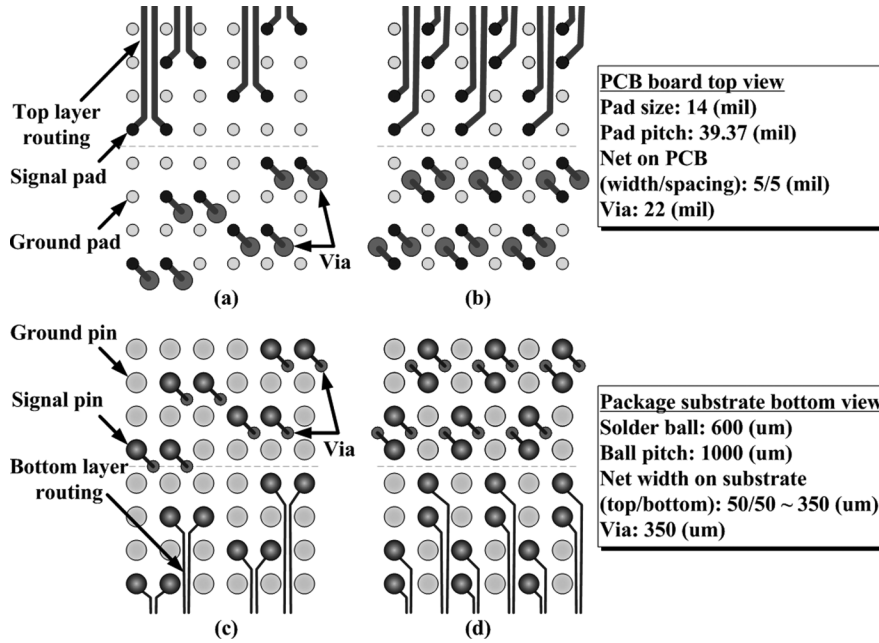 Top layer
routing
Signal pad
Ground pad
Via
(a)
(b)
PCB board top view
Pad size: 14 (mil)
Pad pitch: 39.37 (mil)
Net on PCB
(width/spacing): 5/5 (mil)
Via: 22 (mil)
Ground pin
Signal pin
Bottom layer
routing
Via
(c)
(d)
Package substrate bottom view
Solder ball: 600 (um)
Ball pitch: 1000 (um)
Net width on substrate
(top/bottom): 50/50 ~ 350 (um)
Via: 350 (um)